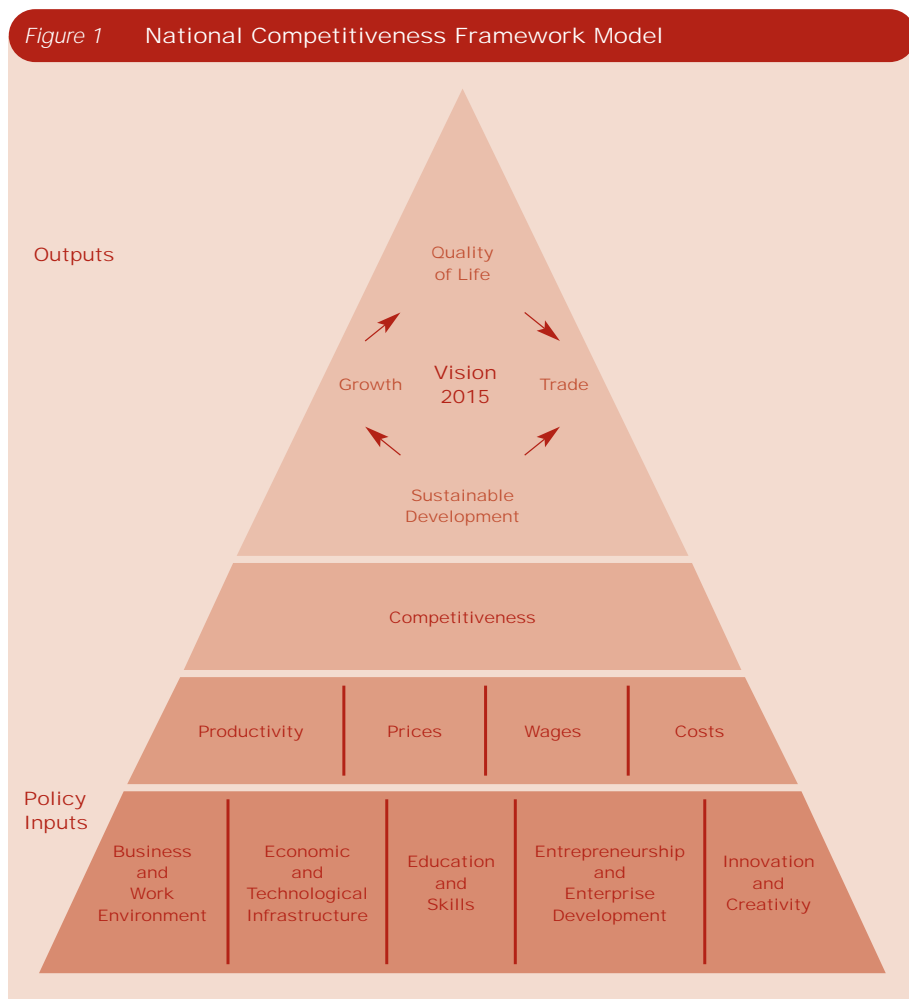 Figure 1 National Competitiveness Framework Model
Outputs
Quality
of Life
Growth
Vision
2015
Trade
Sustainable
Development
Competitiveness
Productivity
Prices
Wages
Costs
Policy
Inputs
Business
and
Work
Environment
Economic
and
Technological
Infrastructure
Education
and
Skills
Entrepreneurship
and
Enterprise
Development
Innovation
and
Creativity